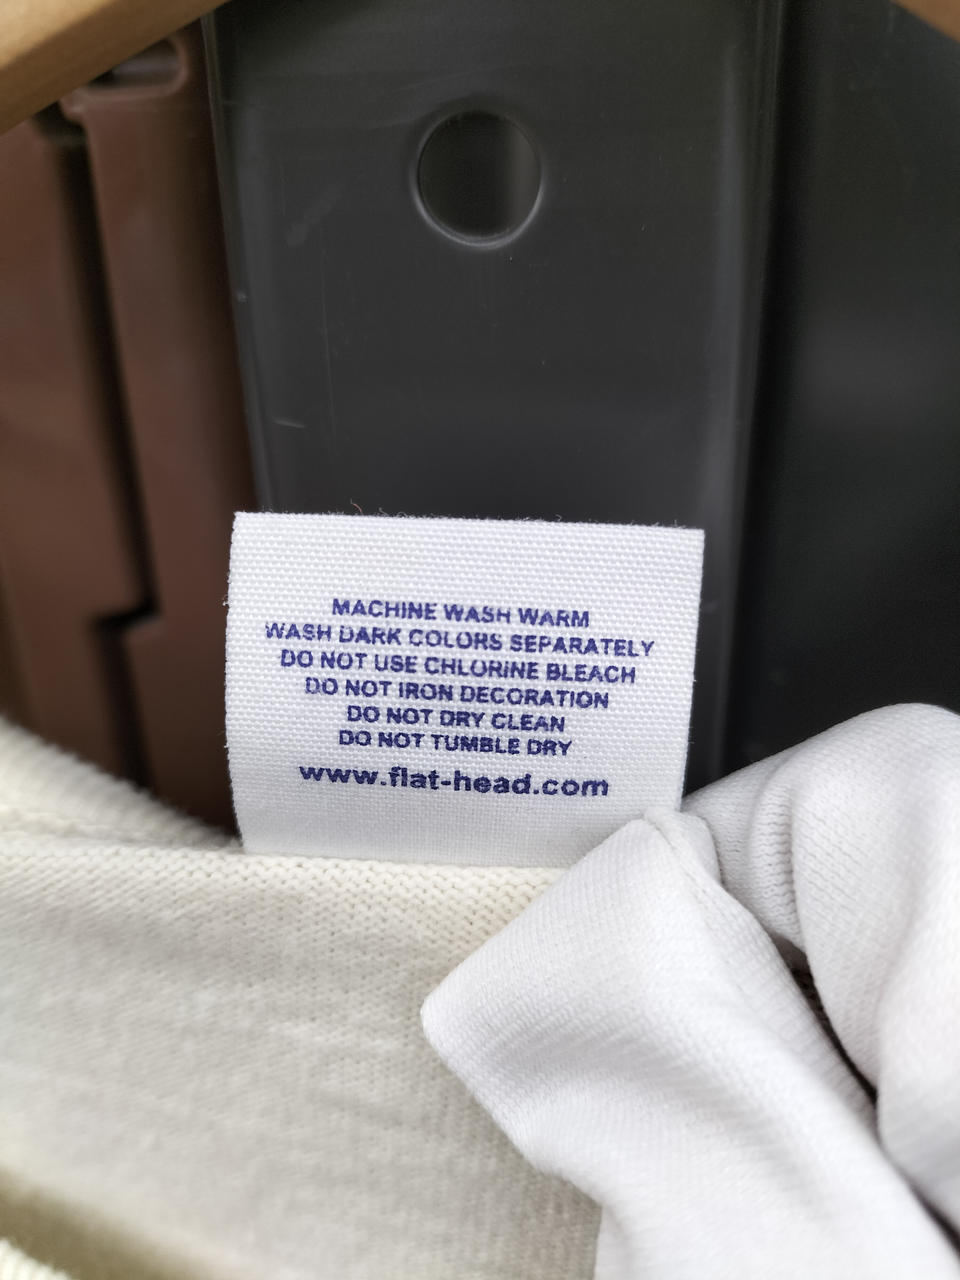 MACHINE WASH WARM
WASH DARK COLORS SEPARATELY
DO NOT USE CHLORINE BLEACH
DO NOT IRON DECORATION
DO NOT DRY CLEAN
DO NOT TUMBLE DRY
www.flat-head.com